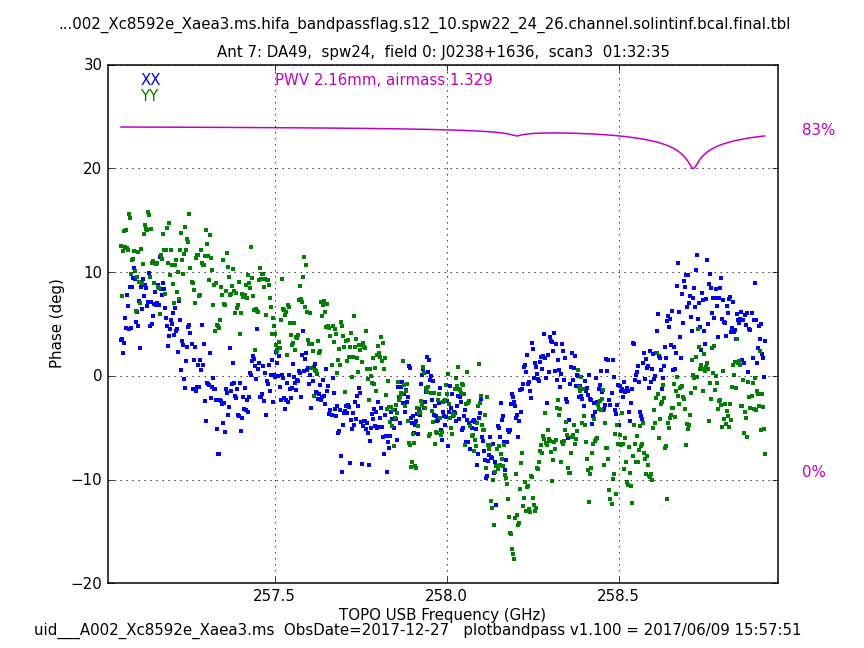 ...002_Xc8592e_Xaea3.ms.hifa_bandpassflag.s12_10.spw22_24_26.channel.solintinf.bcal.final.tbl
Ant 7: DA49,  spw24,  field 0: J0238+1636,  scan3  01:32:35
XX
YY
PWV 2.16mm, airmass 1.329
83%
0%
30
20
10
0
−10
−20
Phase (deg)
257.5
258.0
258.5
TOPO USB Frequency (GHz)
uid___A002_Xc8592e_Xaea3.ms  ObsDate=2017-12-27   plotbandpass v1.100 = 2017/06/09 15:57:51